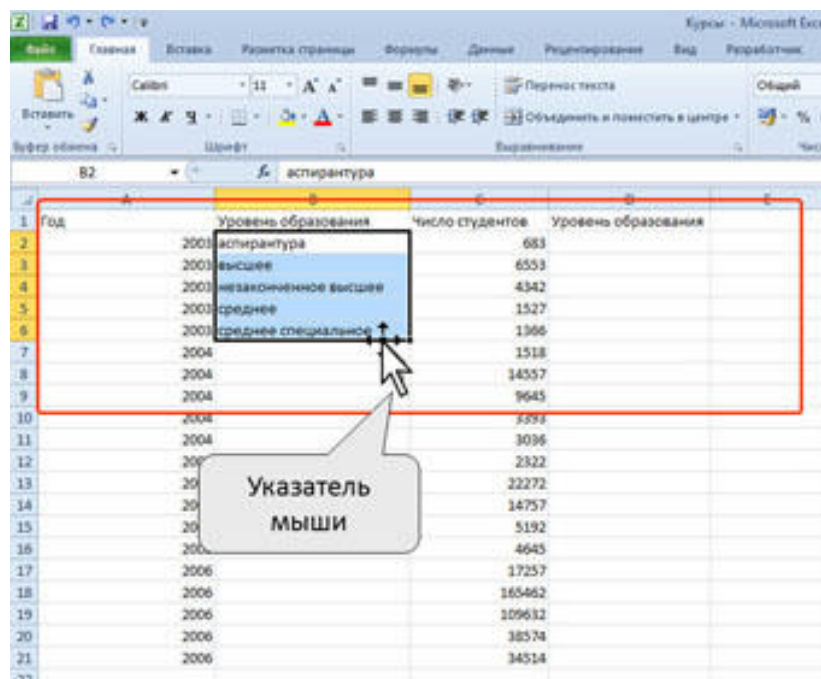 Курсы - Microsoft Exce
Файл Главная Вставка Разметка страницы Формулы Данные Рецензирование Вид Разработчик
Calibri 11 Перенос текста Общий
Вставить Ж К Ч Объединить и поместить в центре %
Буфер обмена Шрифт Выравнивание Чис
B2 fx аспирантура
A B C D E
1 Год Уровень образования Число студентов Уровень образования
2 2003 аспирантура 683
3 2003 высшее 6553
4 2003 незаконченное высшее 4342
5 2003 среднее 1527
6 2003 среднее специальное 1366
7 2004 1518
8 2004 14557
9 2004 9645
10 2004 3393
11 2004 3036
12 2322
13 22272
14 14757
15 5192
16 4645
17 2006 17257
18 2006 165462
19 2006 109632
20 2006 38574
21 2006 34514
Указатель
мыши